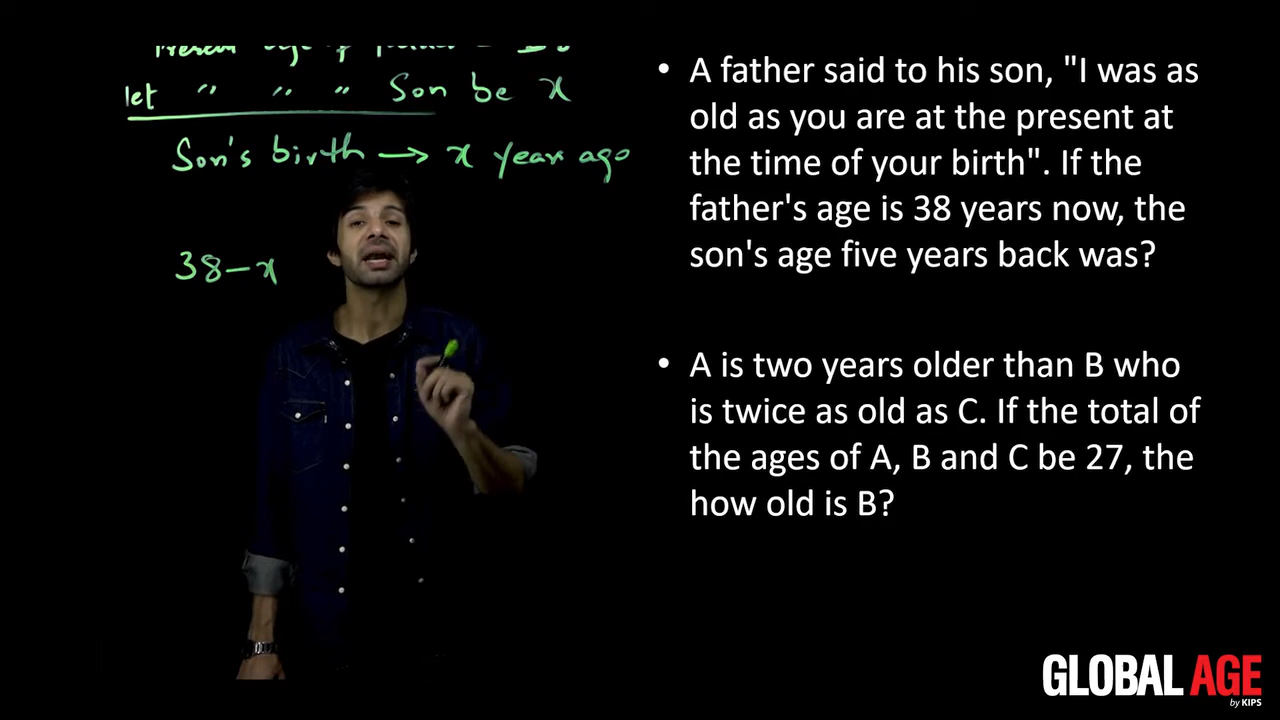 let " " " Son be x
Son's birth → x year ago
38 – x
• A father said to his son, "I was as
old as you are at the present at
the time of your birth". If the
father's age is 38 years now, the
son's age five years back was?
• A is two years older than B who
is twice as old as C. If the total of
the ages of A, B and C be 27, the
how old is B?
GLOBAL AGE
by KIPS